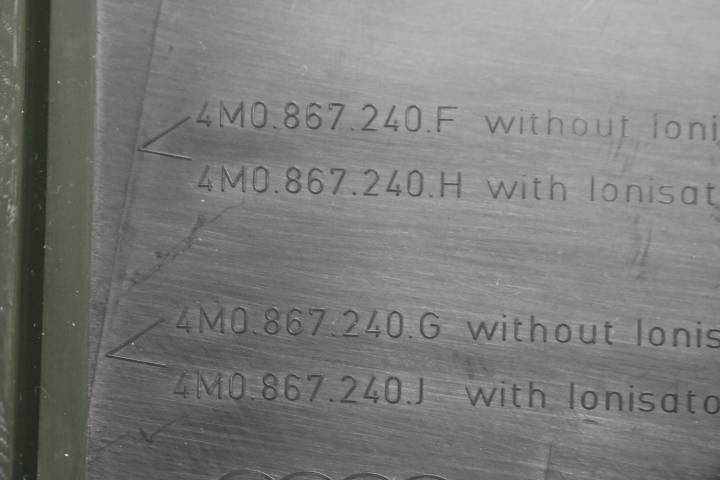 4M0.867.240.F without Ioni
4M0.867.240.H with Ionisat
4M0.867.240.G without Ionis
4M0.867.240.J with Ionisato